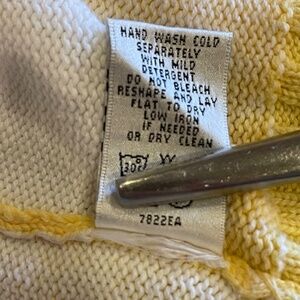 HAND WASH COLD
SEPARATELY
WITH MILD
DETERGENT
DO NOT BLEACH
RESHAPE AND LAY
FLAT TO DRY
LOW IRON
IF NEEDED
OR DRY CLEAN
30C
7822EA